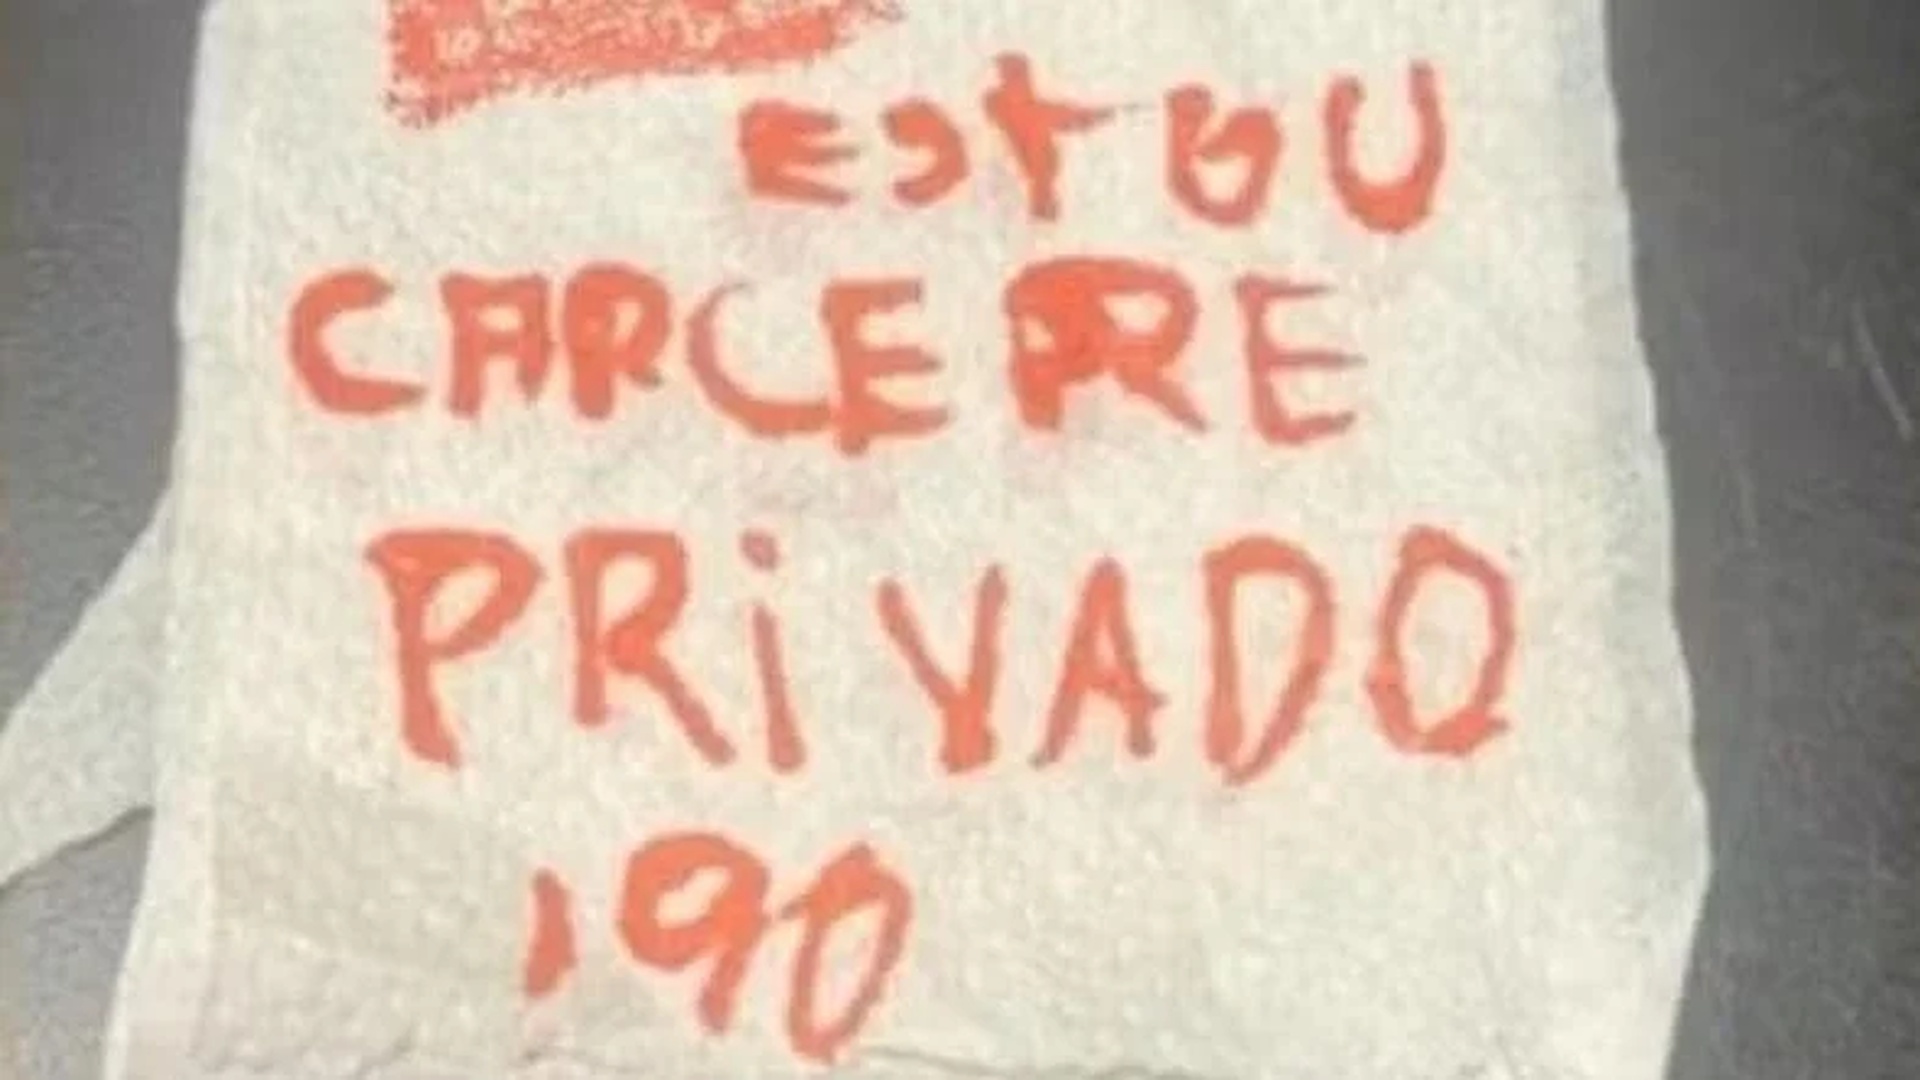 ESTOU
CARCERE
PRiVADO
190